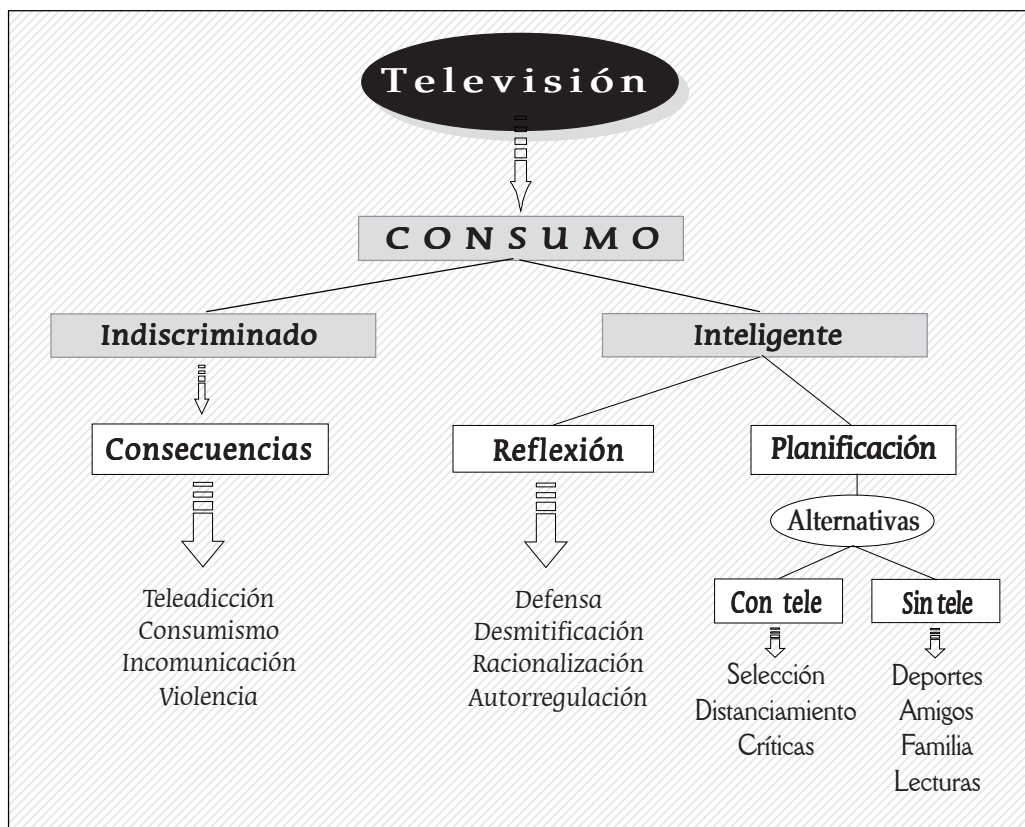 Televisión
CONSUMO
Indiscriminado
Inteligente
Consecuencias
Reflexión
Planificación
Alternativas
Con tele
Sin tele
Teleadicción
Consumismo
Incomunicación
Violencia
Defensa
Desmitificación
Racionalización
Autorregulación
Selección
Distanciamiento
Críticas
Deportes
Amigos
Familia
Lecturas